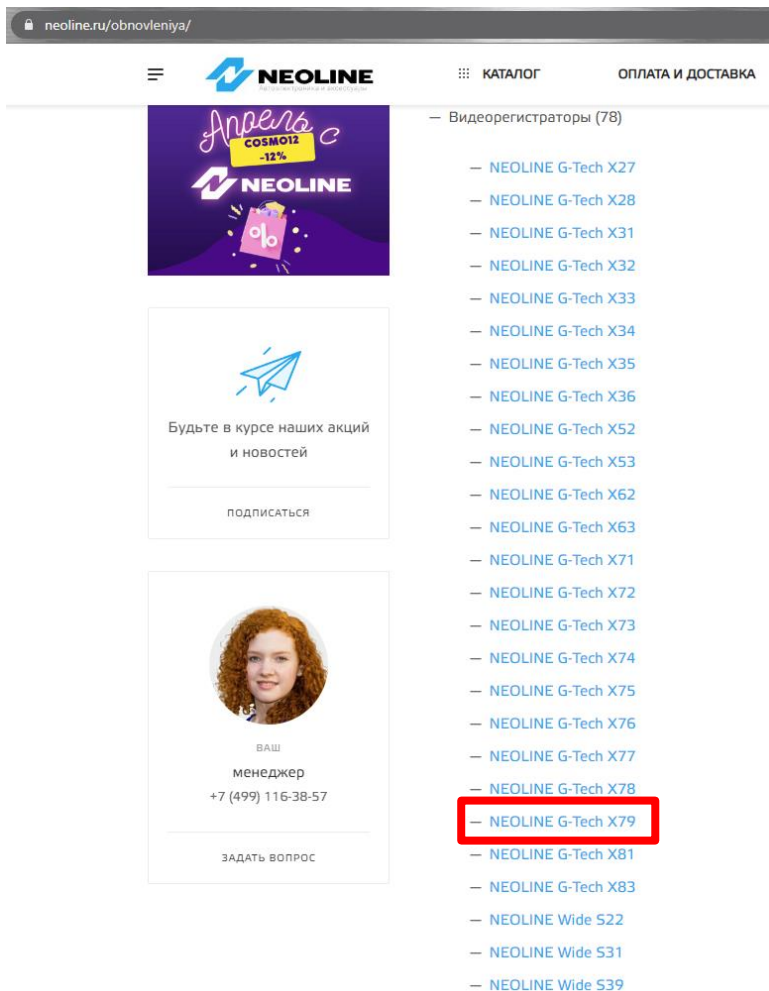 neoline.ru/obnovleniya/
NEOLINE
Автоэлектроника и аксессуары
КАТАЛОГ
ОПЛАТА И ДОСТАВКА
Апрель с
COSMO12
-12%
NEOLINE
%
Будьте в курсе наших акций
и новостей
ПОДПИСАТЬСЯ
ВАШ
менеджер
+7 (499) 116-38-57
ЗАДАТЬ ВОПРОС
— Видеорегистраторы (78)
— NEOLINE G-Tech X27
— NEOLINE G-Tech X28
— NEOLINE G-Tech X31
— NEOLINE G-Tech X32
— NEOLINE G-Tech X33
— NEOLINE G-Tech X34
— NEOLINE G-Tech X35
— NEOLINE G-Tech X36
— NEOLINE G-Tech X52
— NEOLINE G-Tech X53
— NEOLINE G-Tech X62
— NEOLINE G-Tech X63
— NEOLINE G-Tech X71
— NEOLINE G-Tech X72
— NEOLINE G-Tech X73
— NEOLINE G-Tech X74
— NEOLINE G-Tech X75
— NEOLINE G-Tech X76
— NEOLINE G-Tech X77
— NEOLINE G-Tech X78
— NEOLINE G-Tech X79
— NEOLINE G-Tech X81
— NEOLINE G-Tech X83
— NEOLINE Wide S22
— NEOLINE Wide S31
— NEOLINE Wide S39